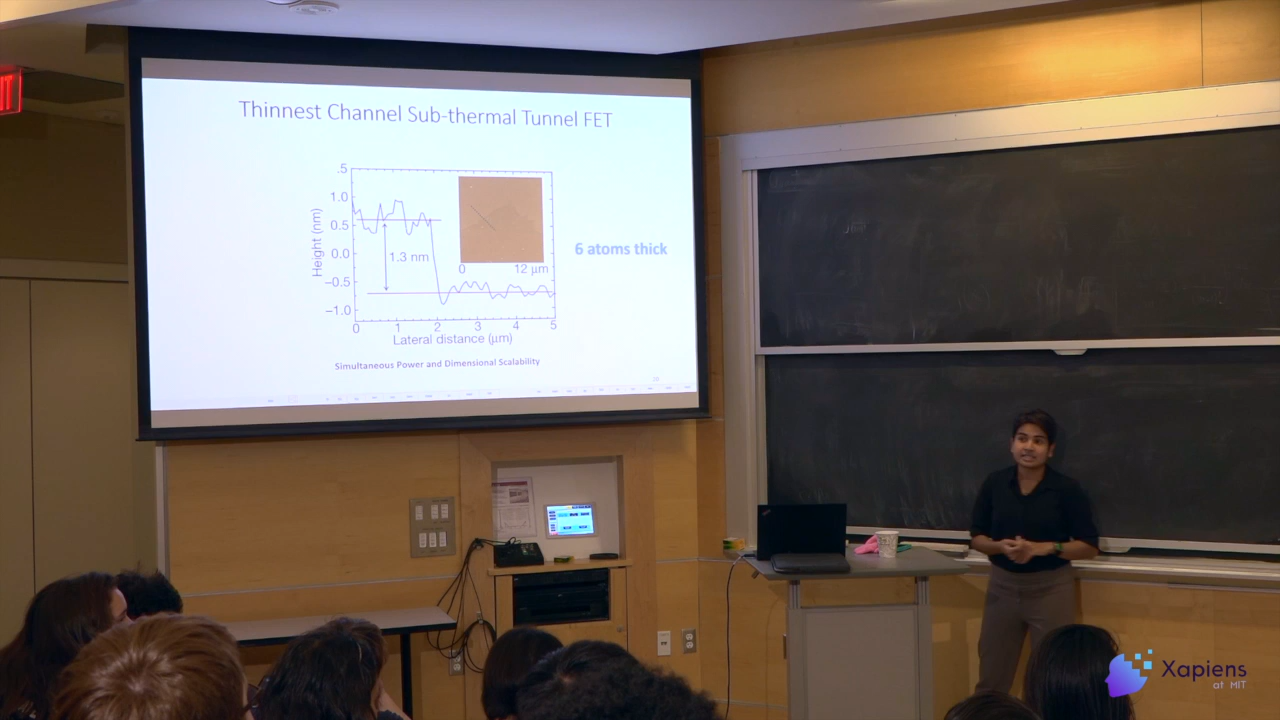 Thinnest Channel Sub-thermal Tunnel FET
.5
1.0
0.5
0.0
−0.5
−1.0
Height (nm)
1.3 nm
0 12 μm
6 atoms thick
0 1 2 3 4 5
Lateral distance (μm)
Simultaneous Power and Dimensional Scalability
Xapiens
at MIT